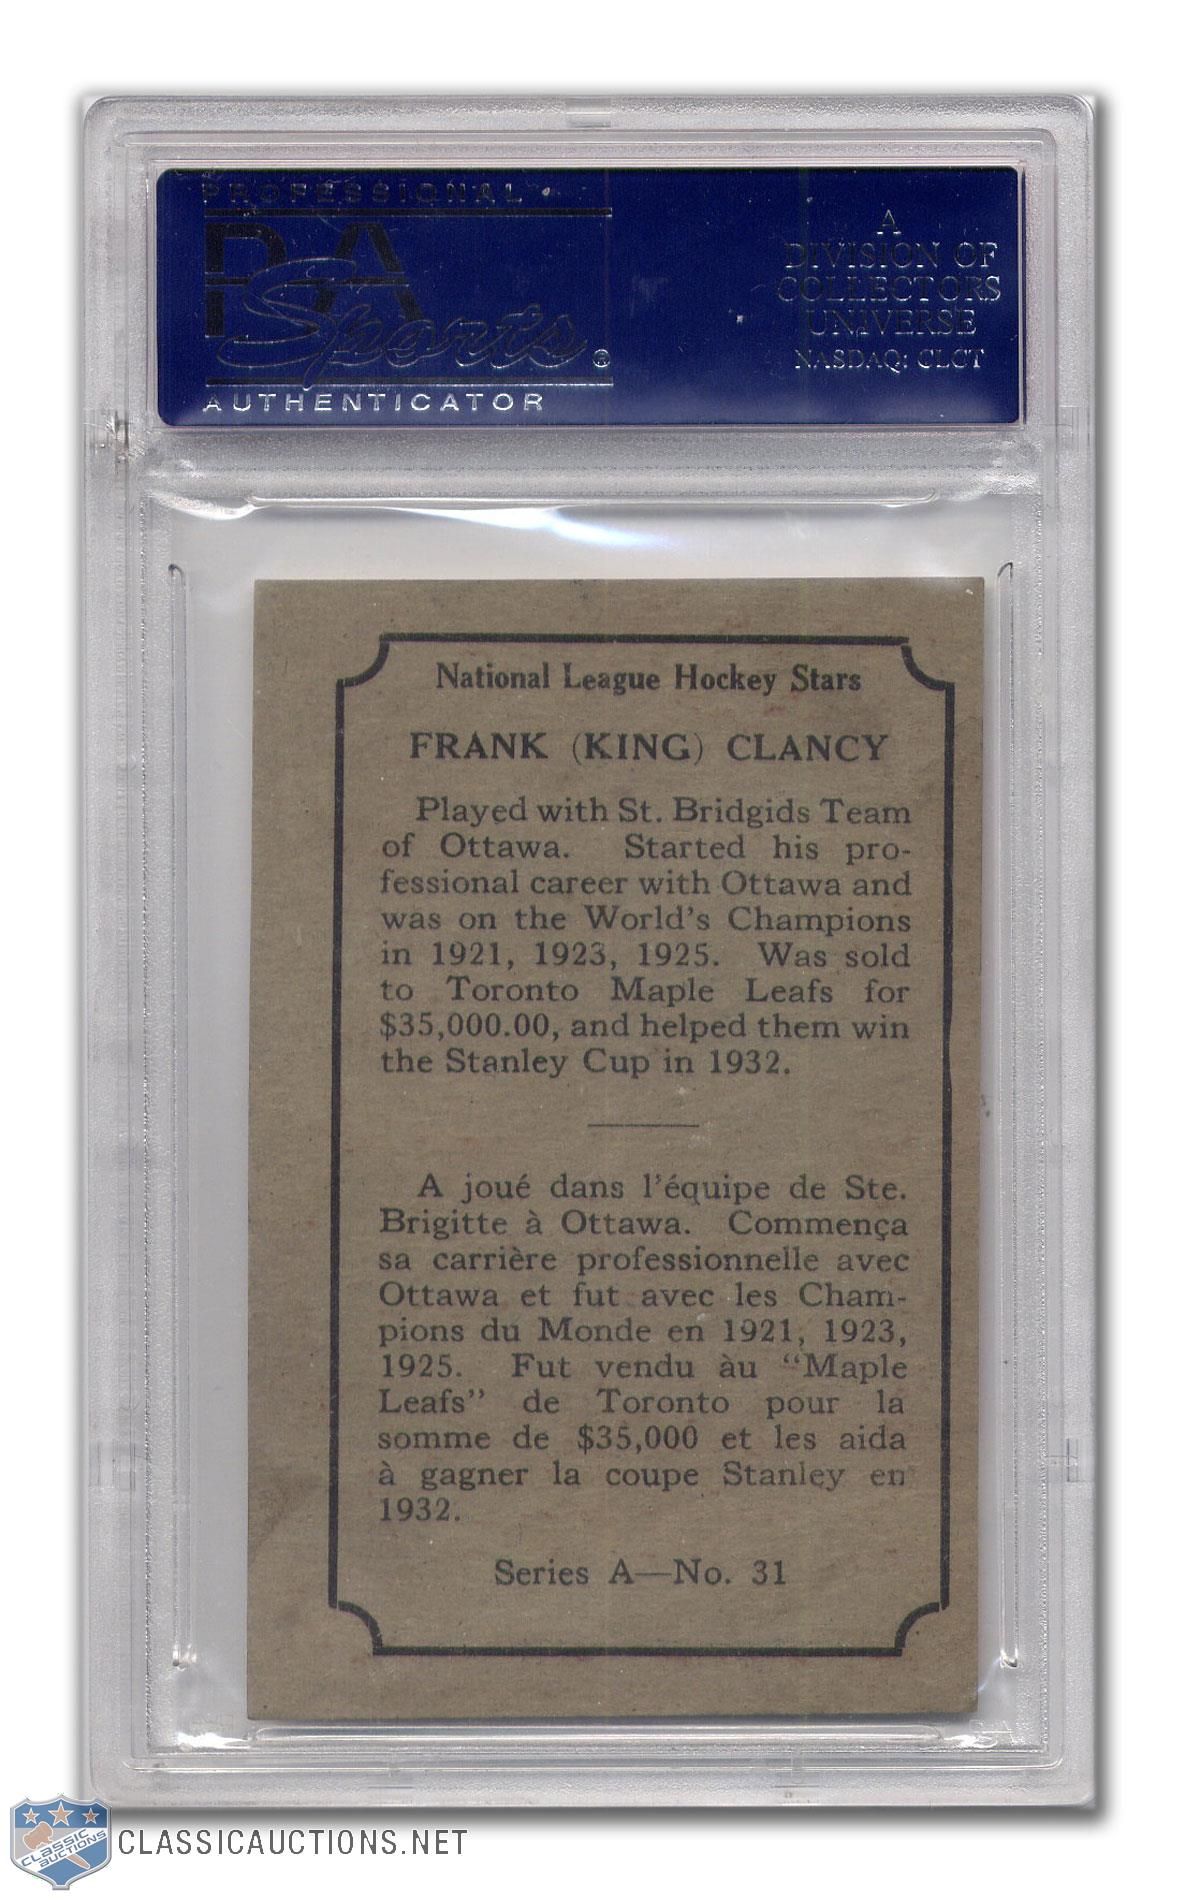 PROFESSIONAL
PSA
Sports ®
AUTHENTICATOR
A
DIVISION OF
COLLECTORS
UNIVERSE
NASDAQ: CLCT
National League Hockey Stars
FRANK (KING) CLANCY
Played with St. Bridgids Team
of Ottawa. Started his pro-
fessional career with Ottawa and
was on the World's Champions
in 1921, 1923, 1925. Was sold
to Toronto Maple Leafs for
$35,000.00, and helped them win
the Stanley Cup in 1932.
A joué dans l'équipe de Ste.
Brigitte à Ottawa. Commença
sa carrière professionnelle avec
Ottawa et fut avec les Cham-
pions du Monde en 1921, 1923,
1925. Fut vendu àu “Maple
Leafs” de Toronto pour la
somme de $35,000 et les aida
à gagner la coupe Stanley en
1932.
Series A—No. 31
CLASSIC
AUCTIONS
CLASSICAUCTIONS.NET